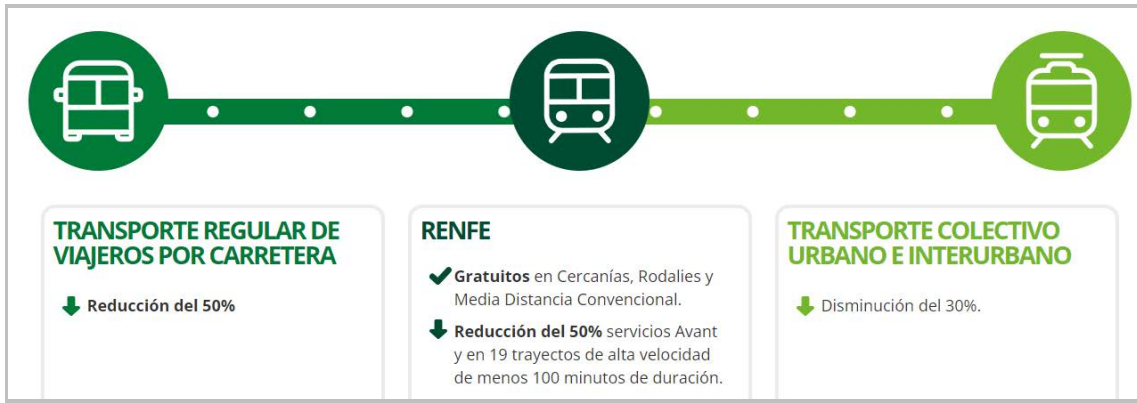 TRANSPORTE REGULAR DE
VIAJEROS POR CARRETERA
Reducción del 50%
RENFE
Gratuitos en Cercanías, Rodalies y
Media Distancia Convencional.
Reducción del 50% servicios Avant
y en 19 trayectos de alta velocidad
de menos 100 minutos de duración.
TRANSPORTE COLECTIVO
URBANO E INTERURBANO
Disminución del 30%.